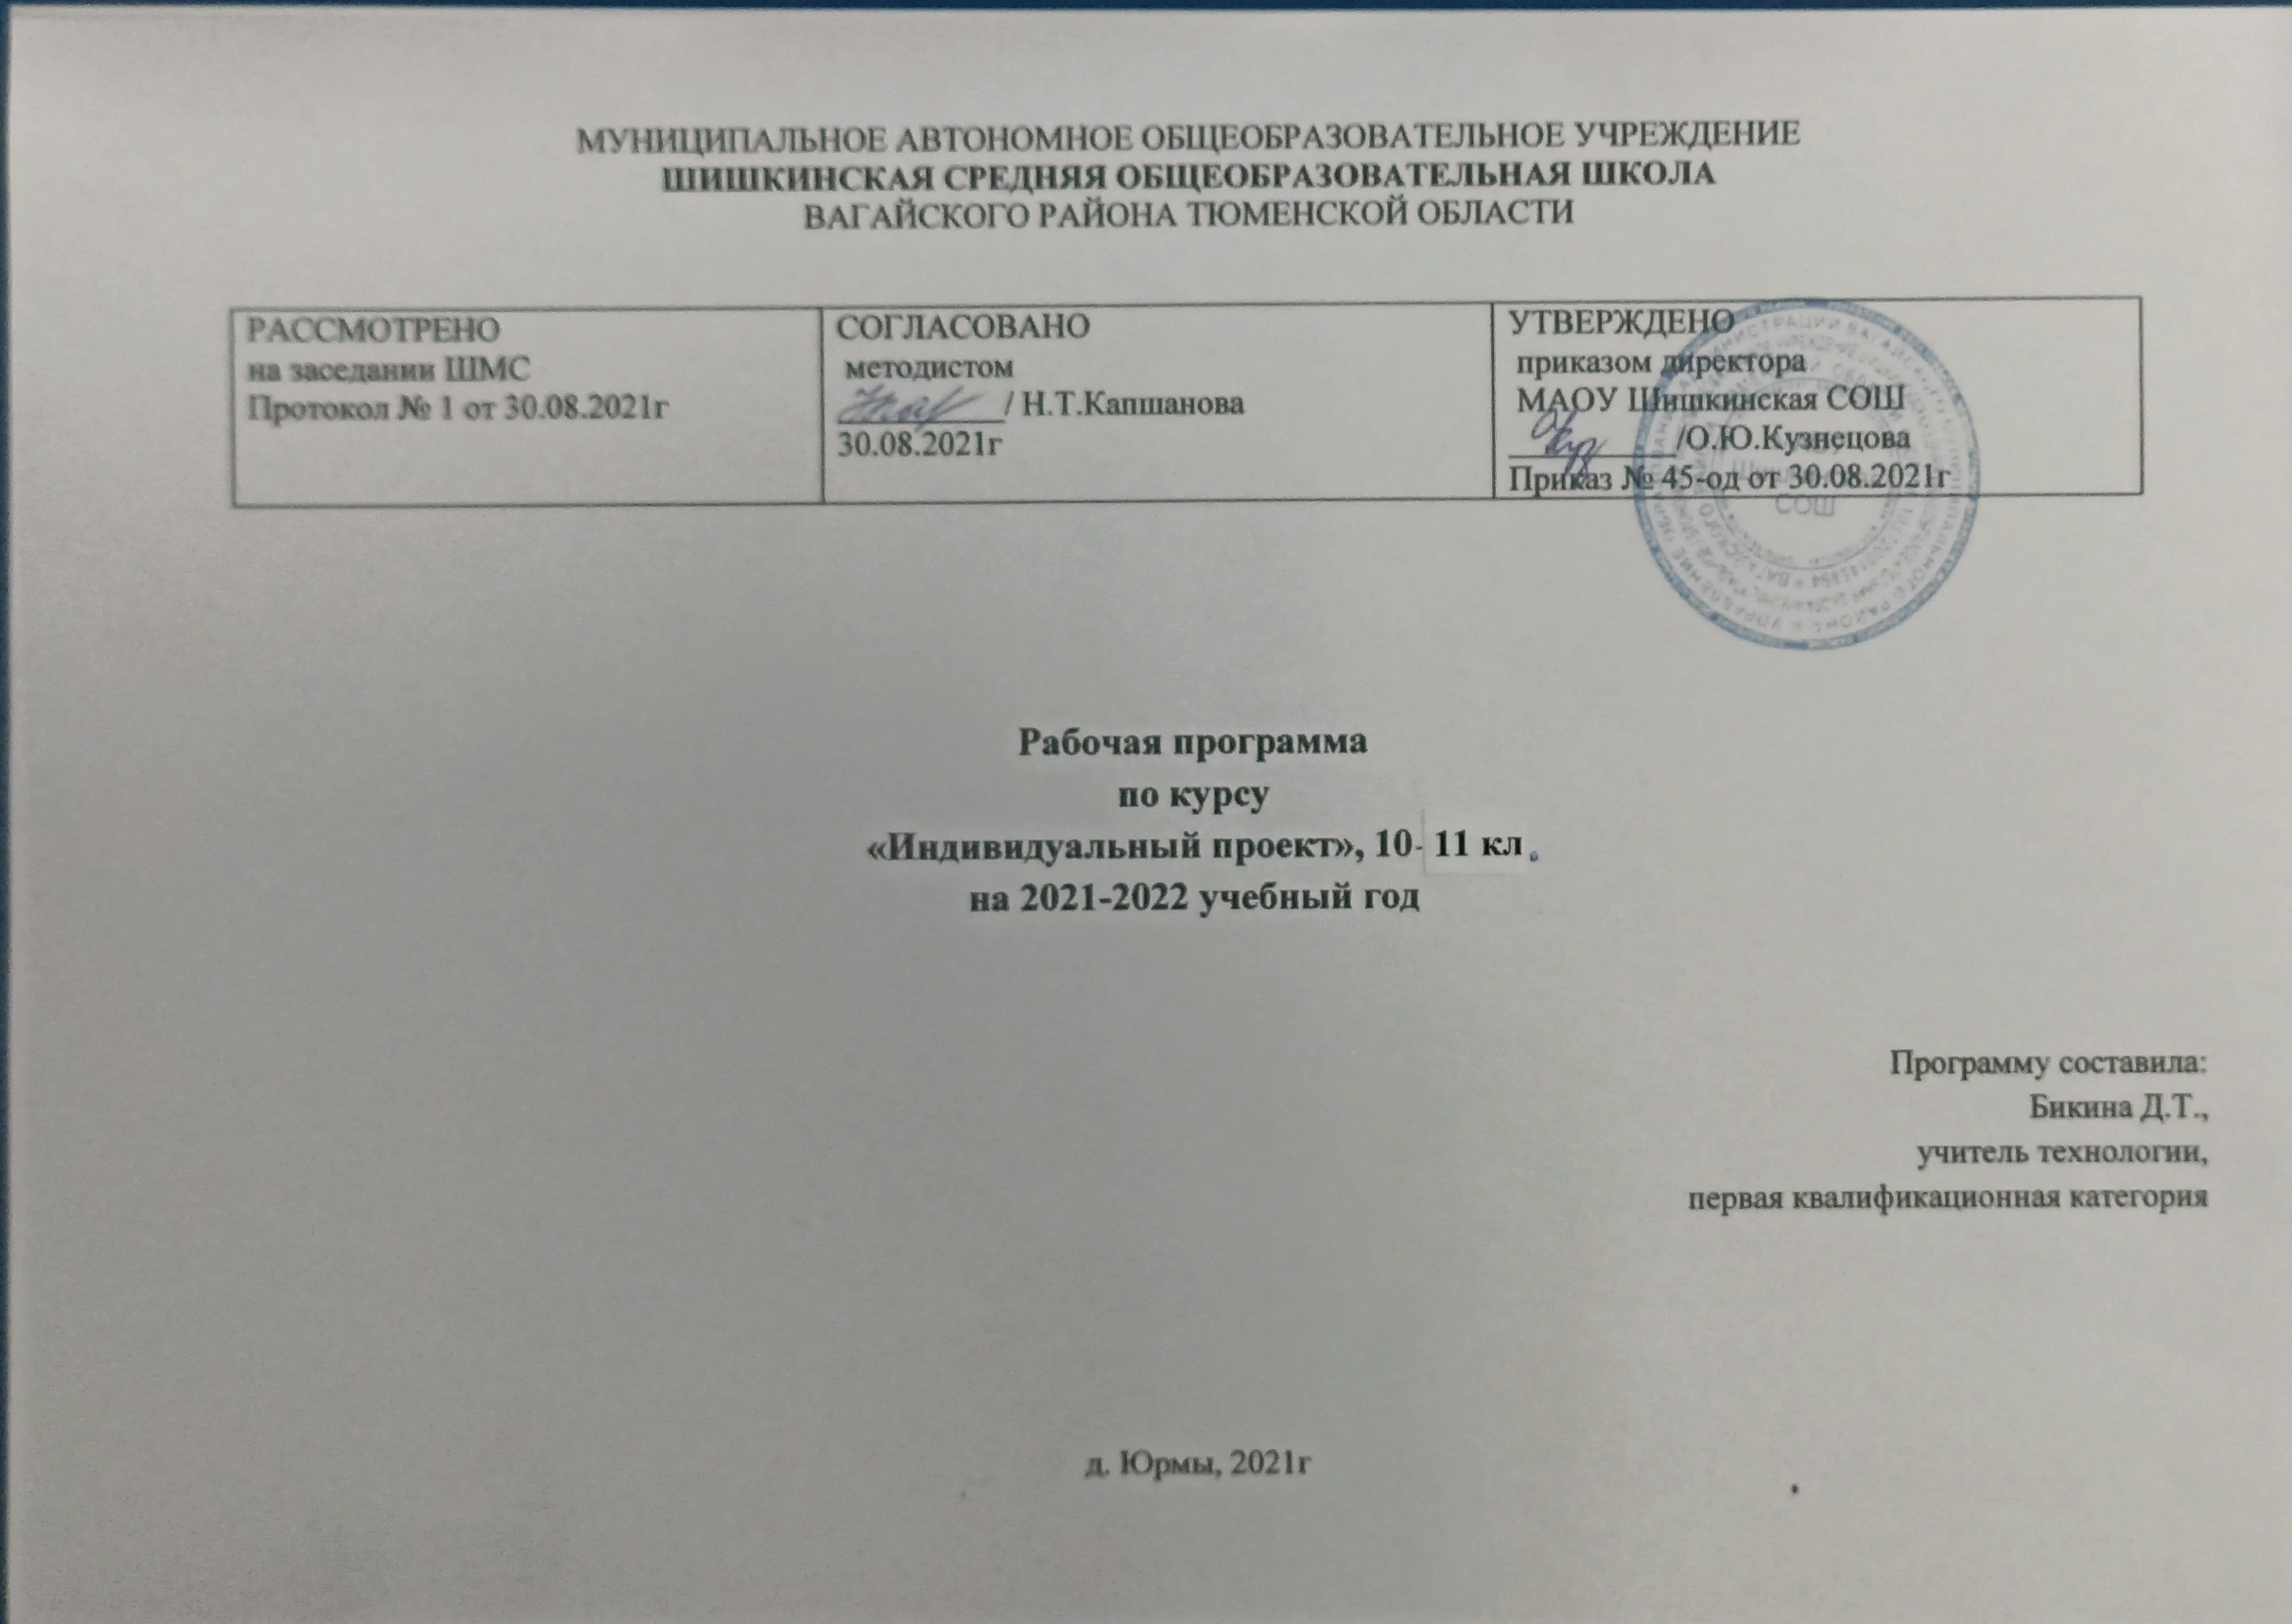 МУНИЦИПАЛЬНОЕ АВТОНОМНОЕ ОБЩЕОБРАЗОВАТЕЛЬНОЕ УЧРЕЖДЕНИЕ
ШИШКИНСКАЯ СРЕДНЯЯ ОБЩЕОБРАЗОВАТЕЛЬНАЯ ШКОЛА
ВАГАЙСКОГО РАЙОНА ТЮМЕНСКОЙ ОБЛАСТИ
РАССМОТРЕНО
на заседании ШМС
Протокол № 1 от 30.08.2021г
СОГЛАСОВАНО
методистом
/ Н.Т.Капшанова
30.08.2021г
УТВЕРЖДЕНО
приказом директора
МАОУ Шишкинская СОШ
/О.Ю.Кузнецова
Приказ № 45-од от 30.08.2021г
СОШ
Рабочая программа
по курсу
«Индивидуальный проект», 10- 11 кл.
на 2021-2022 учебный год
Программу составила:
Бикина Д.Т.,
учитель технологии,
первая квалификационная категория
д. Юрмы, 2021г